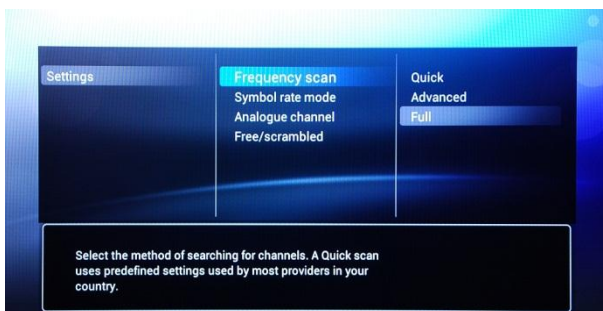 Settings
Frequency scan
Symbol rate mode
Analogue channel
Free/scrambled
Quick
Advanced
Full
Select the method of searching for channels. A Quick scan
uses predefined settings used by most providers in your
country.